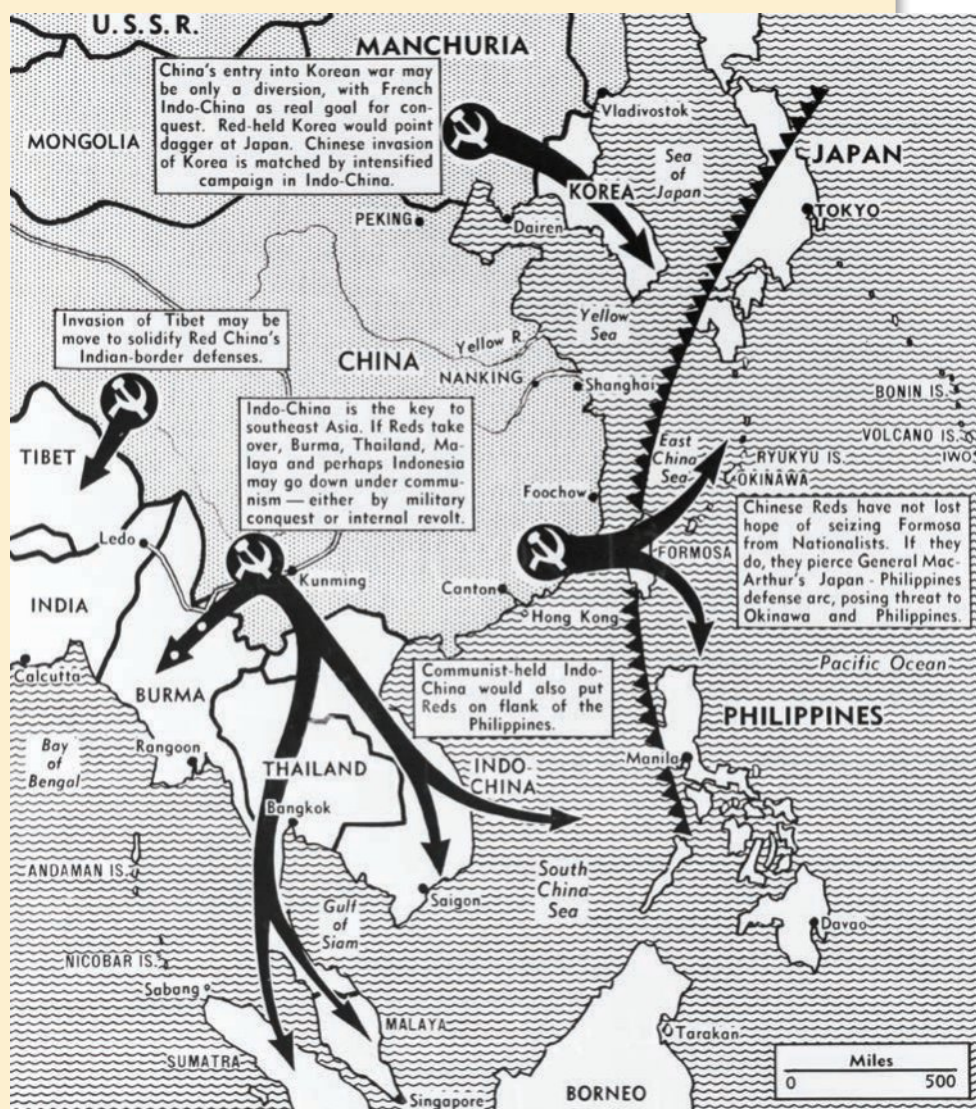 U.S.S.R.
MANCHURIA
China's entry into Korean war may
be only a diversion, with French
Indo-China as real goal for con-
quest. Red-held Korea would point
dagger at Japan. Chinese invasion
of Korea is matched by intensified
campaign in Indo-China.
MONGOLIA
Vladivostok
Sea
of
Japan
JAPAN
KOREA
TOKYO
PEKING
Dairen
Invasion of Tibet may be
move to solidify Red China's
Indian-border defenses.
Yellow
Sea
Yellow R.
CHINA
NANKING
Shanghai
BONIN IS.
Indo-China is the key to
southeast Asia. If Reds take
over, Burma, Thailand, Ma-
laya and perhaps Indonesia
may go down under commu-
nism — either by military
conquest or internal revolt.
TIBET
East
China
Sea
VOLCANO IS.
IWO
RYUKYU IS.
OKINAWA
Foochow
Chinese Reds have not lost
hope of seizing Formosa
from Nationalists. If they
do, they pierce General Mac-
Arthur's Japan - Philippines
defense arc, posing threat to
Okinawa and Philippines.
Ledo
FORMOSA
Kunming
Canton
INDIA
Hong Kong
Calcutta
Communist-held Indo-
China would also put
Reds on flank of the
Philippines.
Pacific Ocean
BURMA
PHILIPPINES
Bay
of
Bengal
Rangoon
THAILAND
INDO-
CHINA
Manila
Bangkok
ANDAMAN IS.
South
China
Sea
Saigon
Gulf
of
Siam
Davao
NICOBAR IS.
Sabang
MALAYA
Tarakan
SUMATRA
Miles
0 500
BORNEO
Singapore